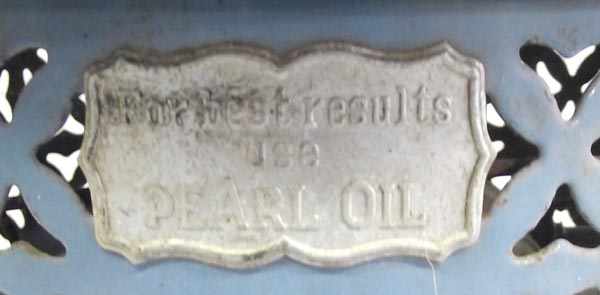 For best results
use
PEARL OIL